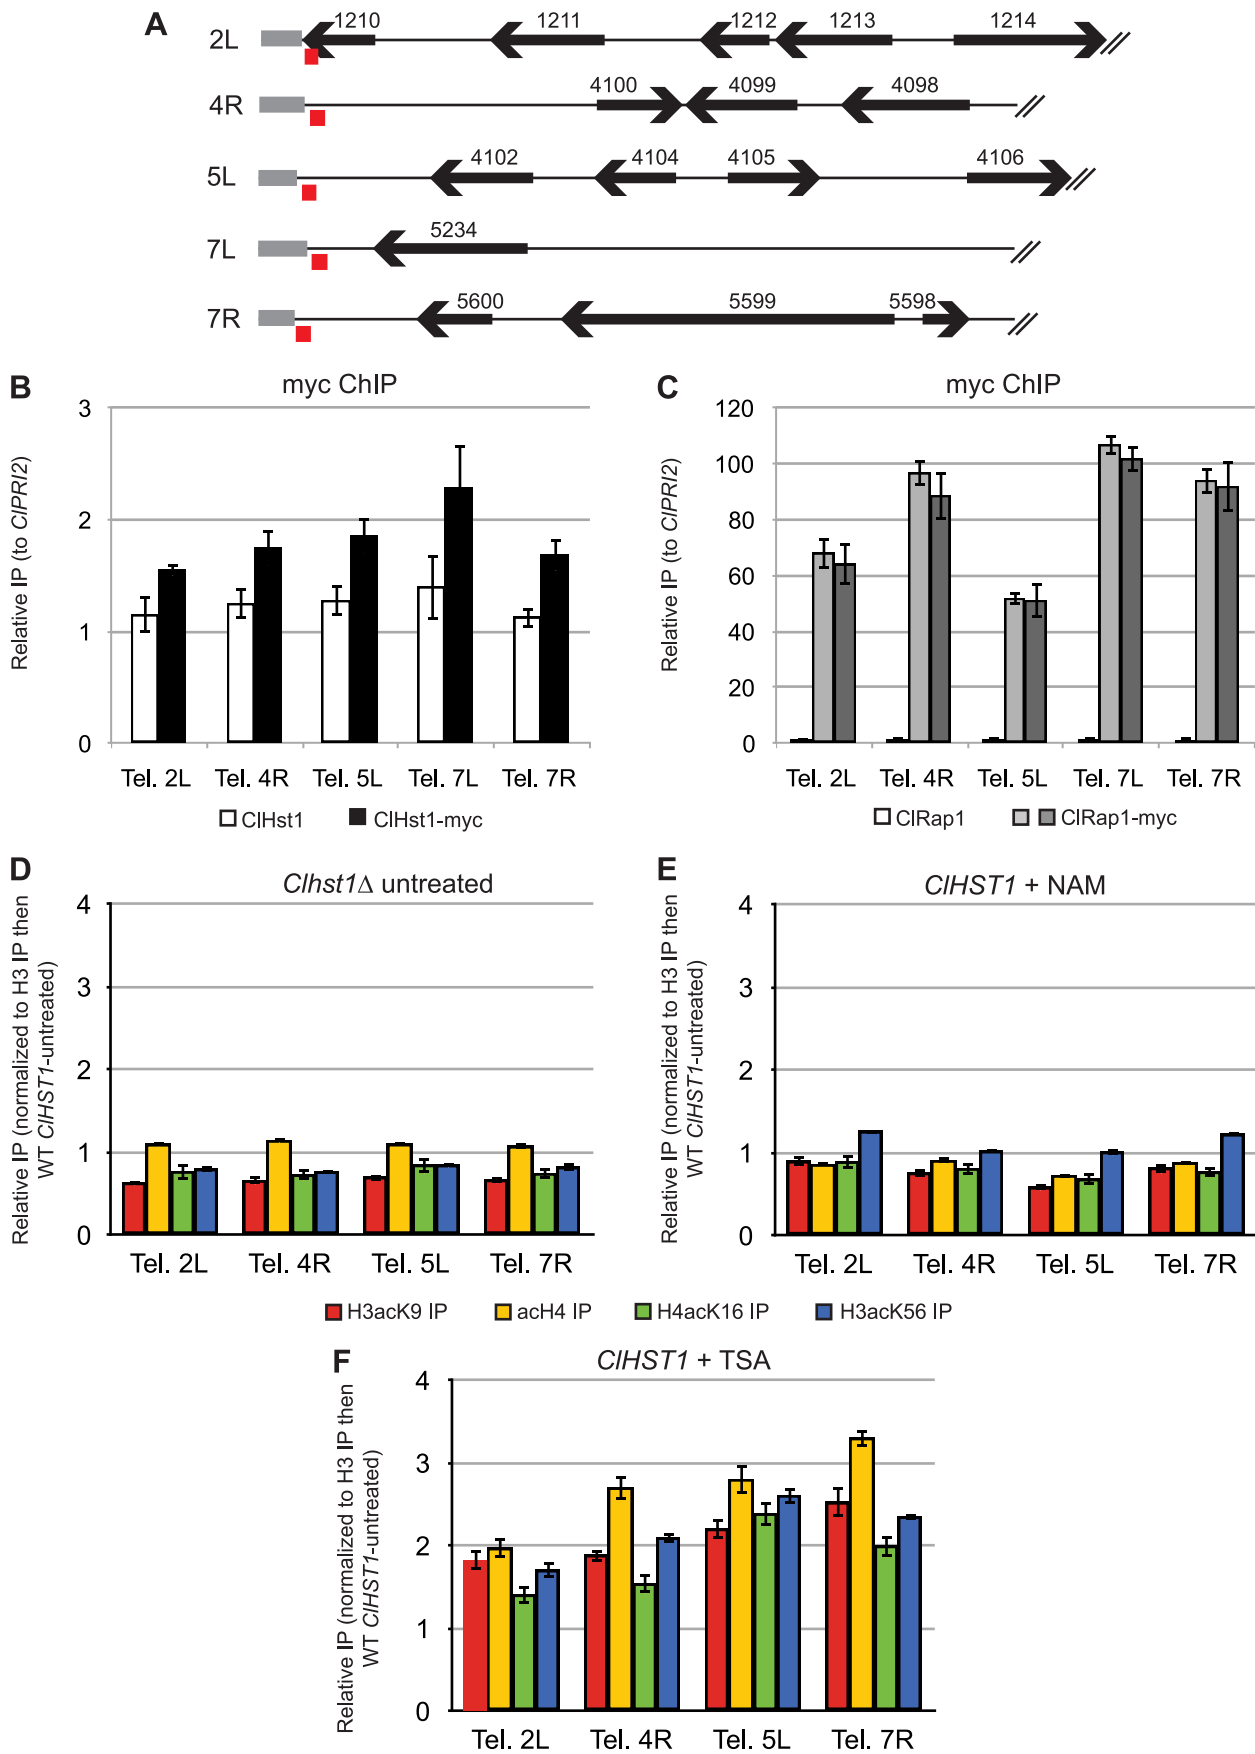 A
2L 1210 1211 1212 1213 1214
4R 4100 4099 4098
5L 4102 4104 4105 4106
7L 5234
7R 5600 5599 5598
B
myc ChIP
Relative IP (to ClPRI2)
3
2
1
0
Tel. 2L Tel. 4R Tel. 5L Tel. 7L Tel. 7R
ClHst1 ClHst1-myc
C
myc ChIP
Relative IP (to ClPRI2)
120
100
80
60
40
20
0
Tel. 2L Tel. 4R Tel. 5L Tel. 7L Tel. 7R
ClRap1 ClRap1-myc
D
Clhst1Δ untreated
Relative IP (normalized to H3 IP then
WT ClHST1-untreated)
4
3
2
1
0
Tel. 2L Tel. 4R Tel. 5L Tel. 7R
E
ClHST1 + NAM
Relative IP (normalized to H3 IP then
WT ClHST1-untreated)
4
3
2
1
0
Tel. 2L Tel. 4R Tel. 5L Tel. 7R
H3acK9 IP acH4 IP H4acK16 IP H3acK56 IP
F
ClHST1 + TSA
Relative IP (normalized to H3 IP then
WT ClHST1-untreated)
4
3
2
1
0
Tel. 2L Tel. 4R Tel. 5L Tel. 7R